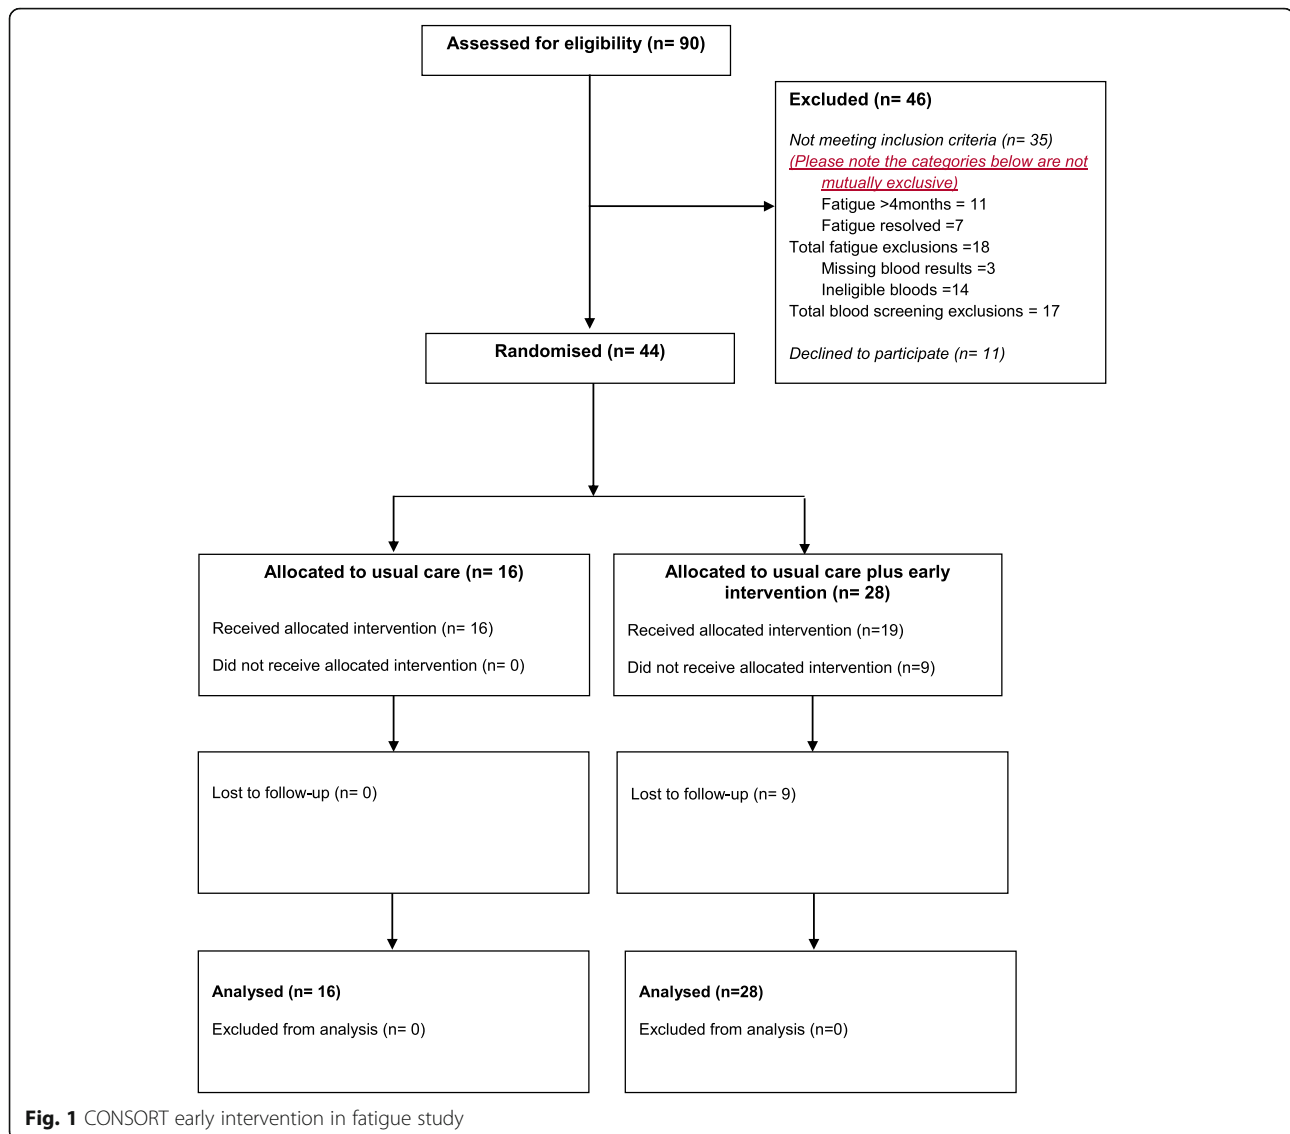 Assessed for eligibility (n= 90)
Excluded (n= 46)
Not meeting inclusion criteria (n= 35)
(Please note the categories below are not
mutually exclusive)
Fatigue >4months = 11
Fatigue resolved =7
Total fatigue exclusions =18
Missing blood results =3
Ineligible bloods =14
Total blood screening exclusions = 17
Declined to participate (n= 11)
Randomised (n= 44)
Allocated to usual care (n= 16)
Received allocated intervention (n= 16)
Did not receive allocated intervention (n= 0)
Allocated to usual care plus early
intervention (n= 28)
Received allocated intervention (n=19)
Did not receive allocated intervention (n=9)
Lost to follow-up (n= 0)
Lost to follow-up (n= 9)
Analysed (n= 16)
Excluded from analysis (n= 0)
Analysed (n=28)
Excluded from analysis (n=0)
Fig. 1 CONSORT early intervention in fatigue study